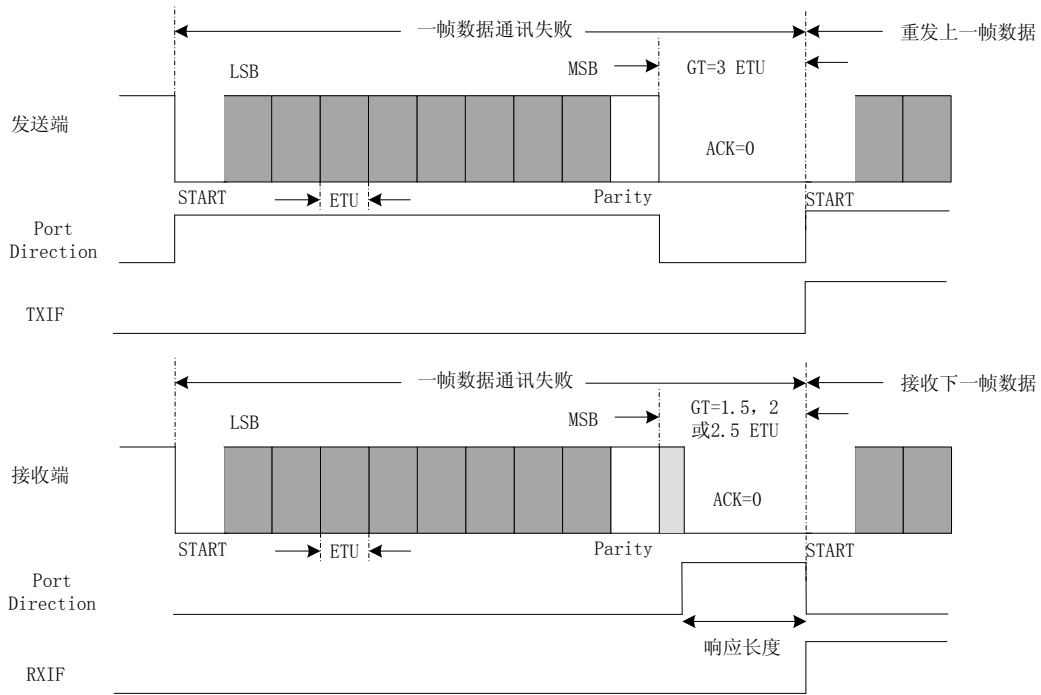 一帧数据通讯失败
重发上一帧数据
LSB
MSB
GT=3 ETU
发送端
ACK=0
START
ETU
Parity
START
Port
Direction
TXIF
一帧数据通讯失败
接收下一帧数据
LSB
MSB
GT=1.5，2
或2.5 ETU
接收端
ACK=0
START
ETU
Parity
START
Port
Direction
响应长度
RXIF